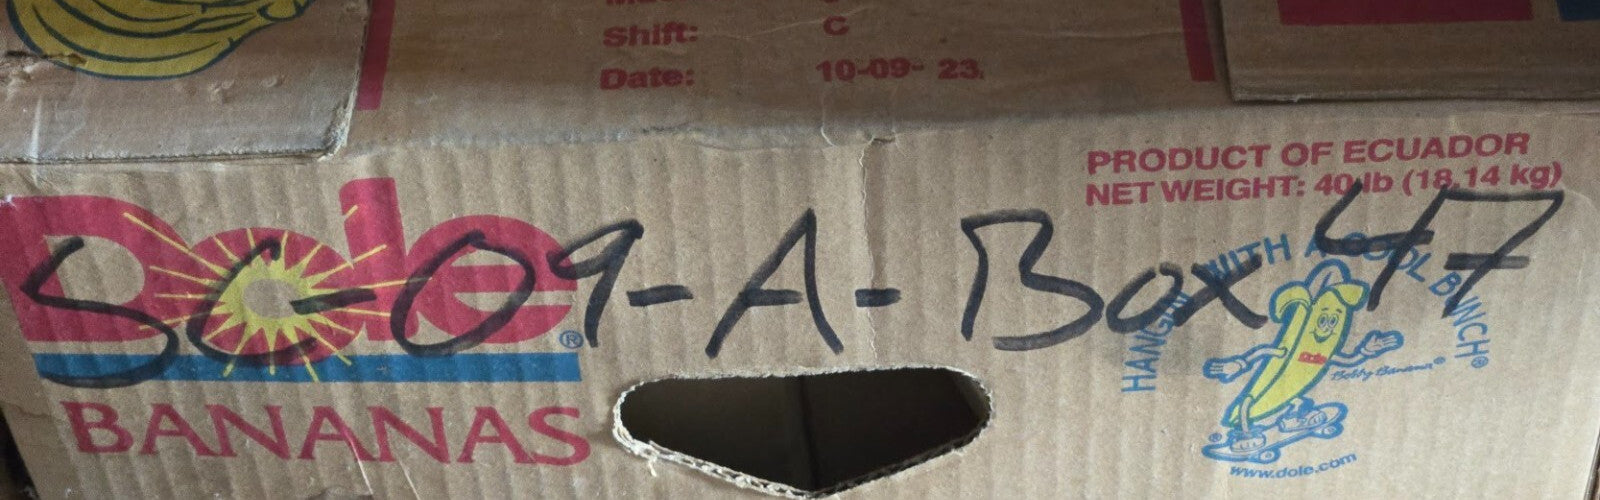 Shift: C
Date: 10-09- 23
PRODUCT OF ECUADOR
NET WEIGHT: 40 lb (18.14 kg)
Dole®
BANANAS
SC-09-A-Box 47
HANGIN' WITH A COOL BUNCH®
Bobby Banana®
www.dole.com